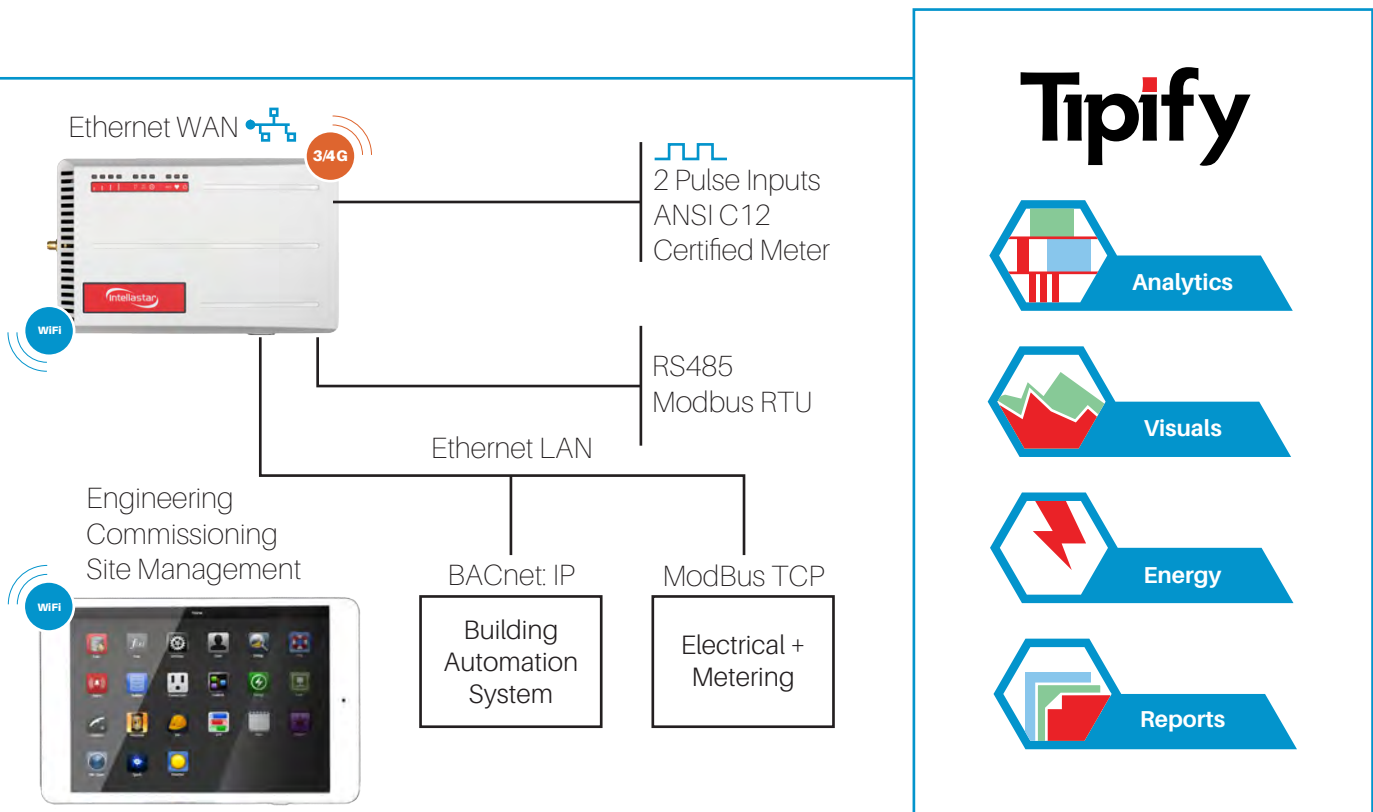 Ethernet WAN
3/4G
intellastar
WiFi
2 Pulse Inputs
ANSI C12
Certified Meter
RS485
Modbus RTU
Ethernet LAN
Engineering
Commissioning
Site Management
WiFi
BACnet: IP
Building
Automation
System
ModBus TCP
Electrical +
Metering
Tipify
Analytics
Visuals
Energy
Reports